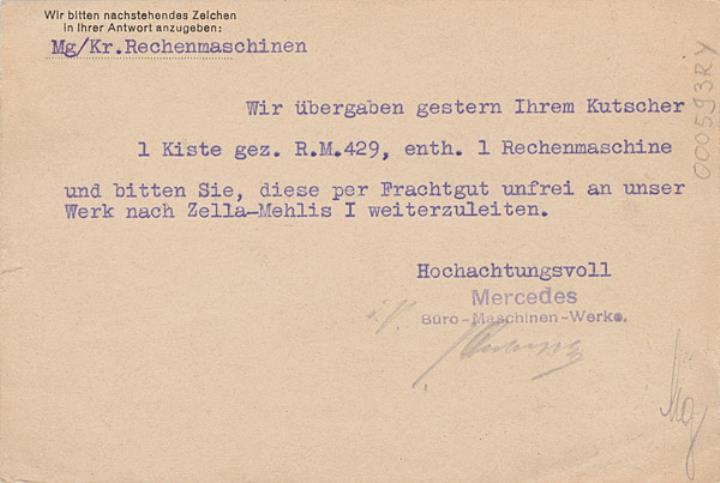 Wir bitten nachstehendes Zeichen
in Ihrer Antwort anzugeben:
Mg/Kr.Rechenmaschinen
Wir übergaben gestern Ihrem Kutscher
1 Kiste gez. R.M.429, enth. 1 Rechenmaschine
und bitten Sie, diese per Frachtgut unfrei an unser
Werk nach Zella-Mehlis I weiterzuleiten.
Hochachtungsvoll
Mercedes
Büro-Maschinen-Werke.
Mg
000593RY